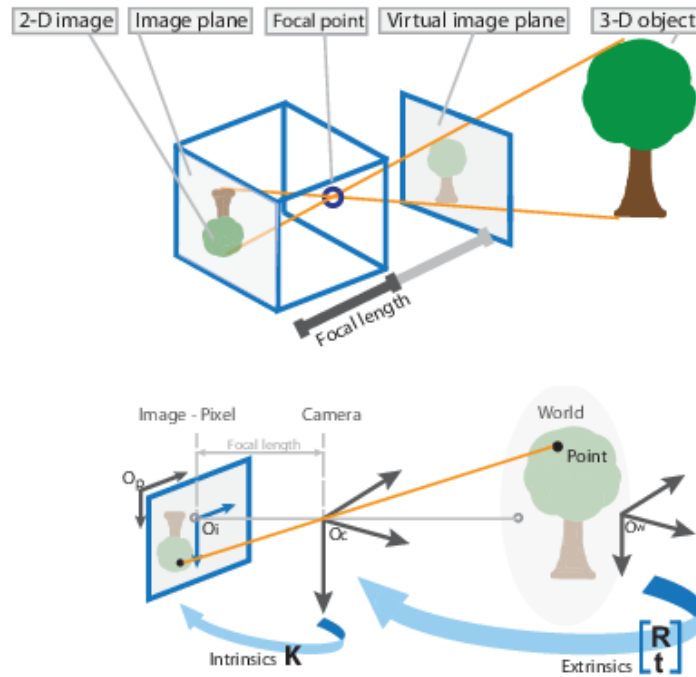 2-D image
Image plane
Focal point
Virtual image plane
3-D object
Focal length
Image - Pixel
Camera
World
Focal length
Point
Op
Oi
Oc
Ow
Intrinsics K
Extrinsics [R t]